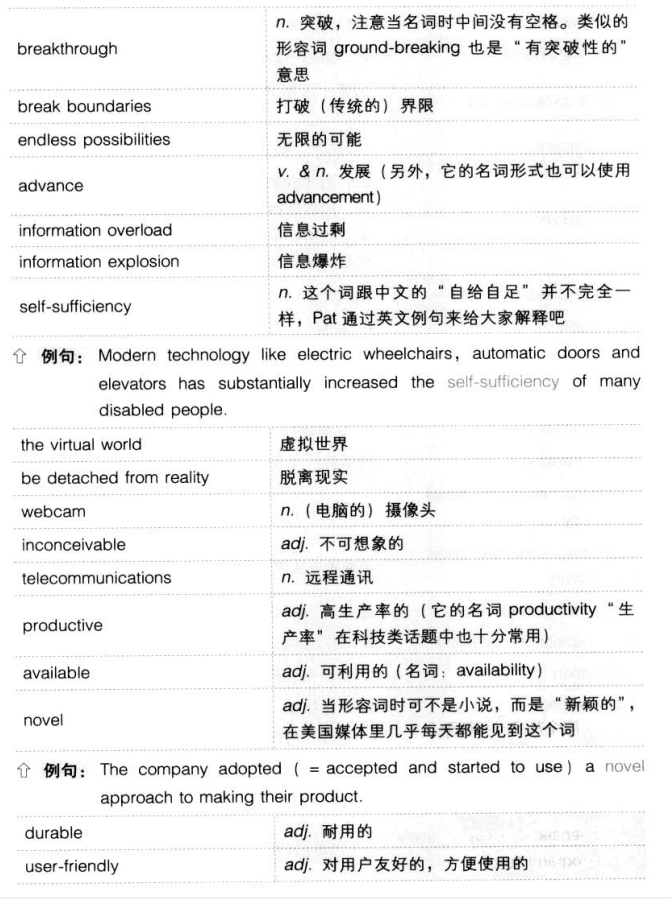 breakthrough
n. 突破，注意当名词时中间没有空格。类似的
形容词 ground-breaking 也是“有突破性的”
意思
break boundaries
打破（传统的）界限
endless possibilities
无限的可能
advance
v. & n. 发展（另外，它的名词形式也可以使用
advancement）
information overload
信息过剩
information explosion
信息爆炸
self-sufficiency
n. 这个词跟中文的“自给自足”并不完全一
样，Pat 通过英文例句来给大家解释吧
⇧ 例句： Modern technology like electric wheelchairs, automatic doors and
elevators has substantially increased the self-sufficiency of many
disabled people.
the virtual world
虚拟世界
be detached from reality
脱离现实
webcam
n.（电脑的）摄像头
inconceivable
adj. 不可想象的
telecommunications
n. 远程通讯
productive
adj. 高生产率的（它的名词 productivity“生
产率”在科技类话题中也十分常用）
available
adj. 可利用的（名词：availability）
novel
adj. 当形容词时可不是小说，而是“新颖的”，
在美国媒体里几乎每天都能见到这个词
⇧ 例句： The company adopted ( = accepted and started to use) a novel
approach to making their product.
durable
adj. 耐用的
user-friendly
adj. 对用户友好的，方便使用的